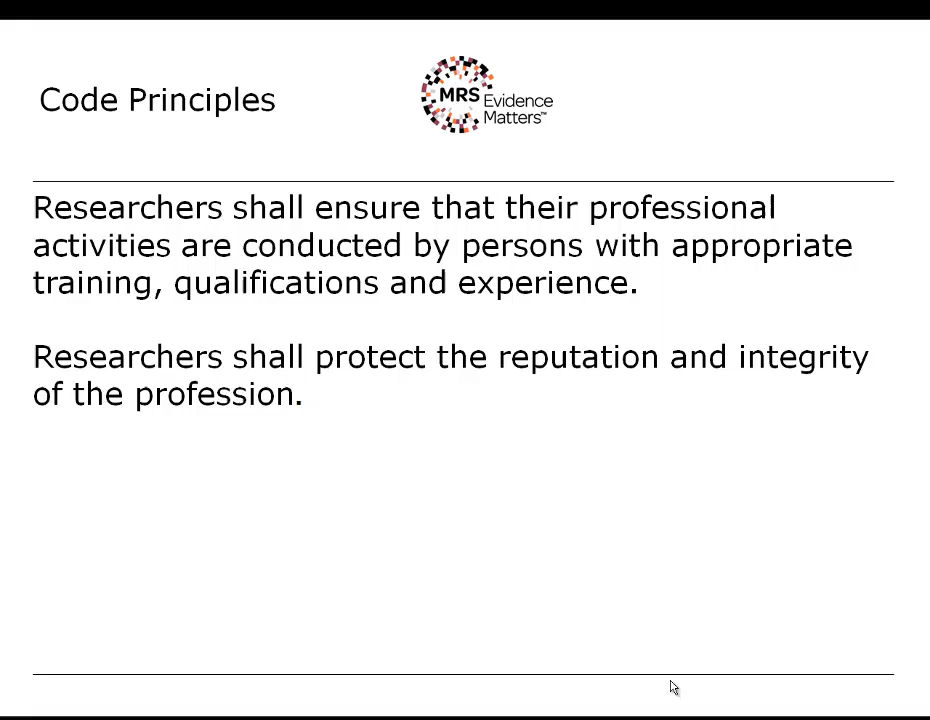 Code Principles
MRS Evidence
Matters™
Researchers shall ensure that their professional
activities are conducted by persons with appropriate
training, qualifications and experience.
Researchers shall protect the reputation and integrity
of the profession.